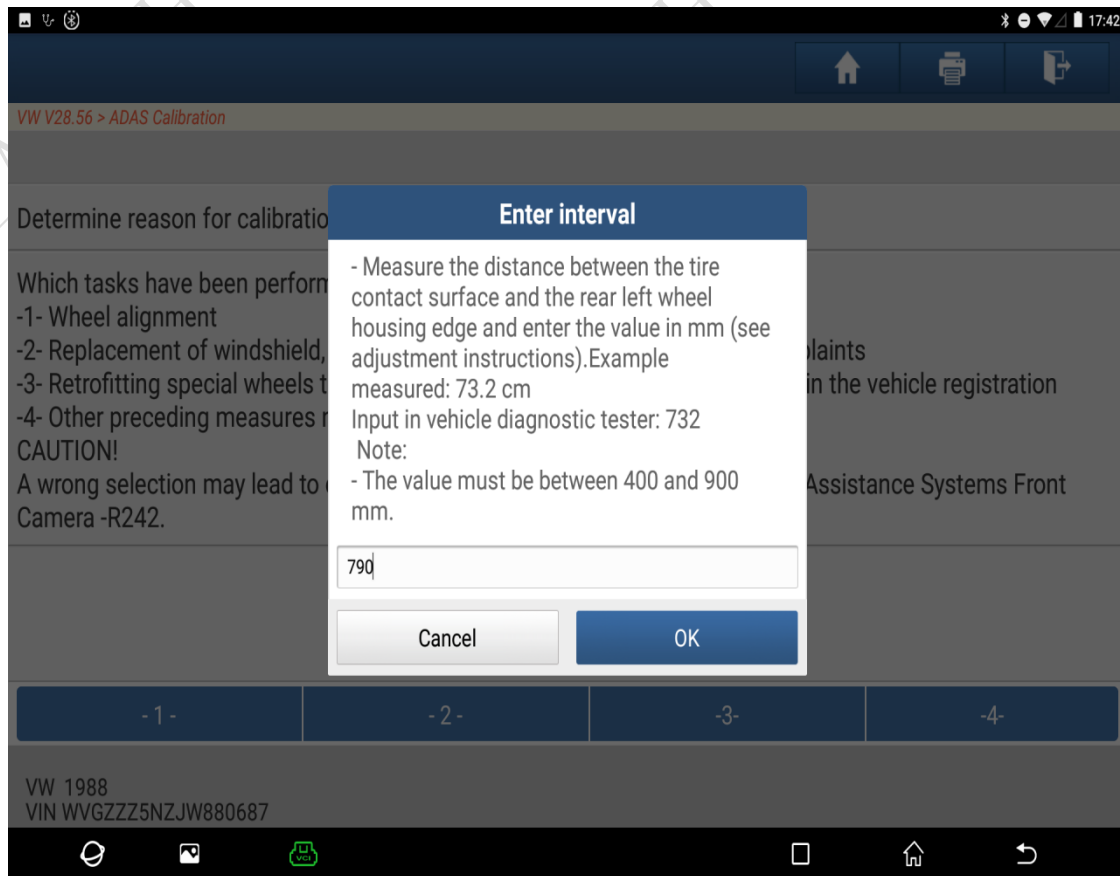 17:42
VW V28.56 > ADAS Calibration
Determine reason for calibratio
Which tasks have been perform
-1- Wheel alignment
-2- Replacement of windshield, plaints
-3- Retrofitting special wheels t in the vehicle registration
-4- Other preceding measures r
CAUTION!
A wrong selection may lead to Assistance Systems Front
Camera -R242.
Enter interval
- Measure the distance between the tire
contact surface and the rear left wheel
housing edge and enter the value in mm (see
adjustment instructions).Example
measured: 73.2 cm
Input in vehicle diagnostic tester: 732
Note:
- The value must be between 400 and 900
mm.
790
Cancel OK
- 1 - - 2 - -3- -4-
VW 1988
VIN WVGZZZ5NZJW880687
VCI